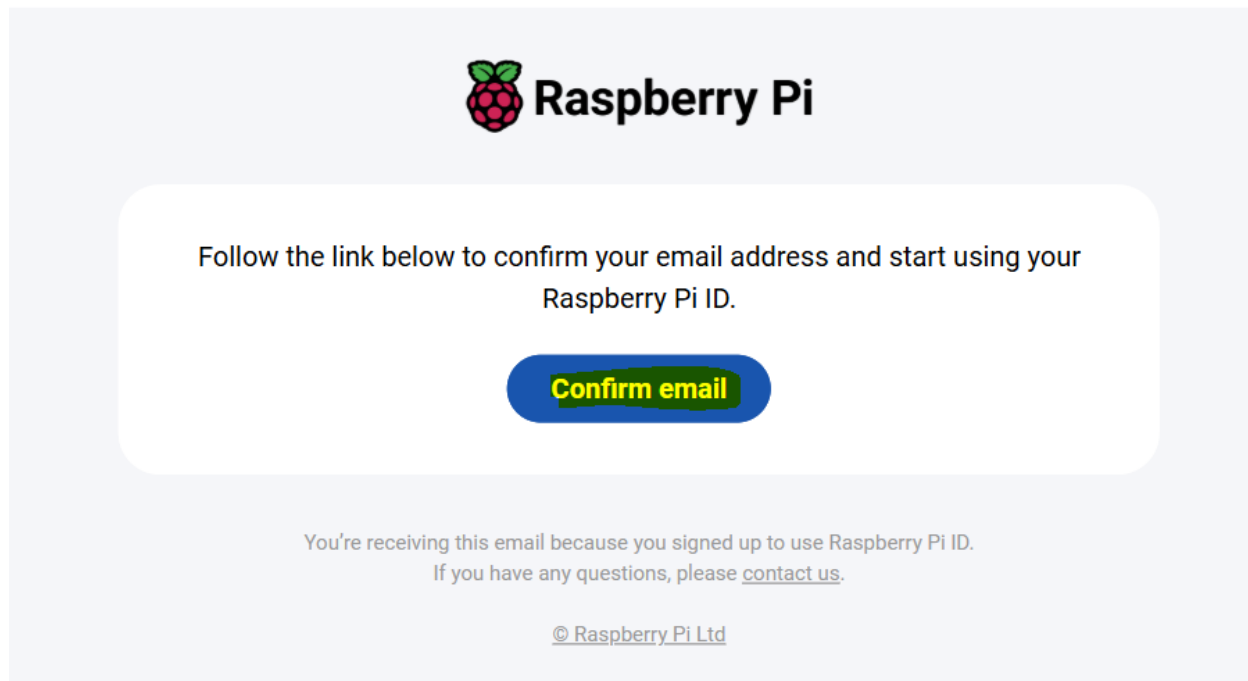 Raspberry Pi
Follow the link below to confirm your email address and start using your
Raspberry Pi ID.
Confirm email
You're receiving this email because you signed up to use Raspberry Pi ID.
If you have any questions, please contact us.
© Raspberry Pi Ltd